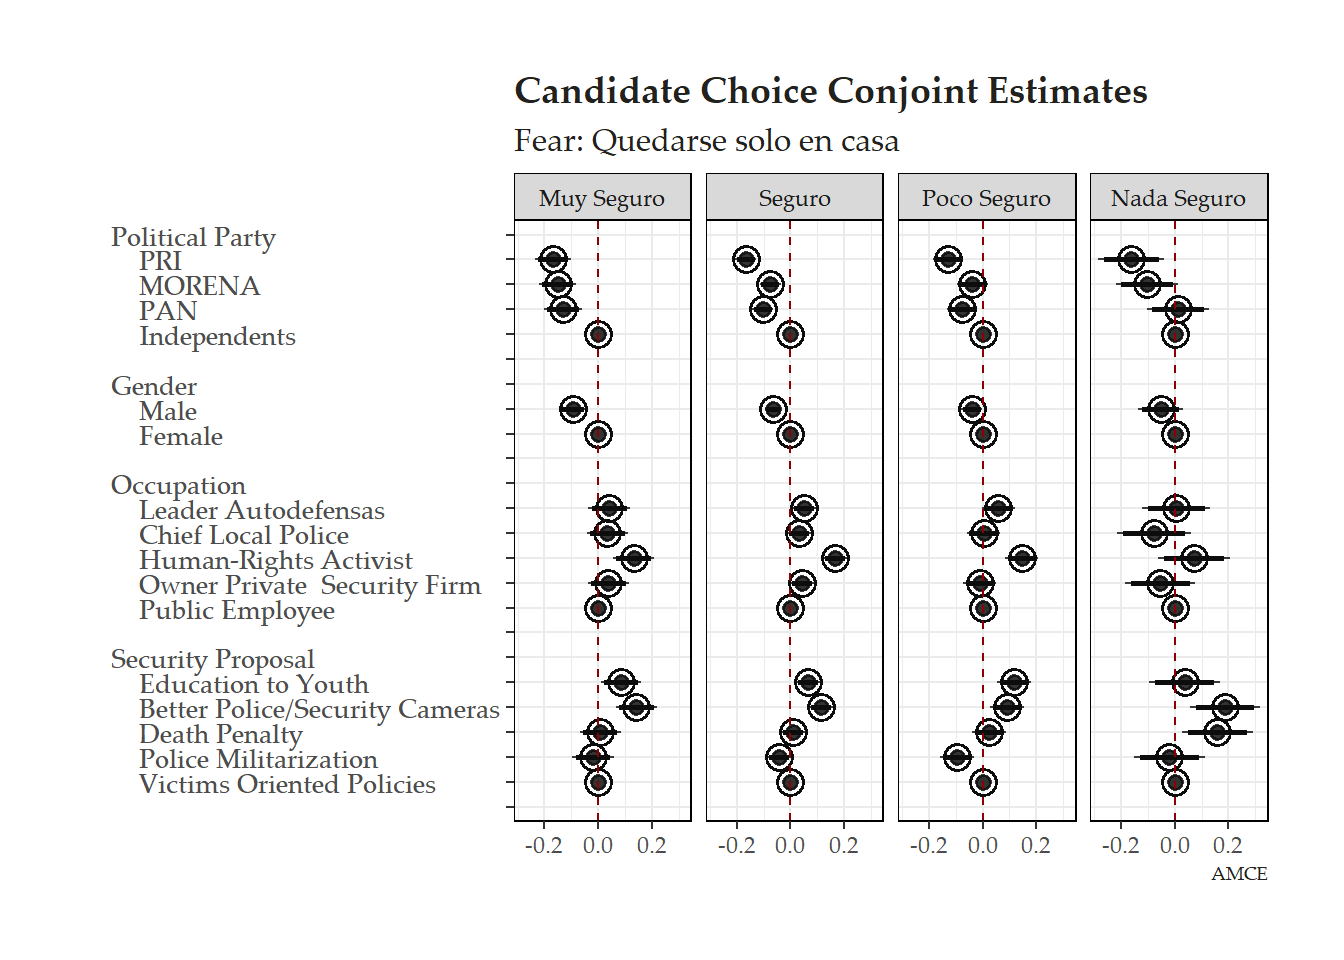 Candidate Choice Conjoint Estimates
Fear: Quedarse solo en casa
Muy Seguro
Seguro
Poco Seguro
Nada Seguro
Political Party
PRI
MORENA
PAN
Independents
Gender
Male
Female
Occupation
Leader Autodefensas
Chief Local Police
Human-Rights Activist
Owner Private  Security Firm
Public Employee
Security Proposal
Education to Youth
Better Police/Security Cameras
Death Penalty
Police Militarization
Victims Oriented Policies
-0.2 0.0 0.2
-0.2 0.0 0.2
-0.2 0.0 0.2
-0.2 0.0 0.2
AMCE